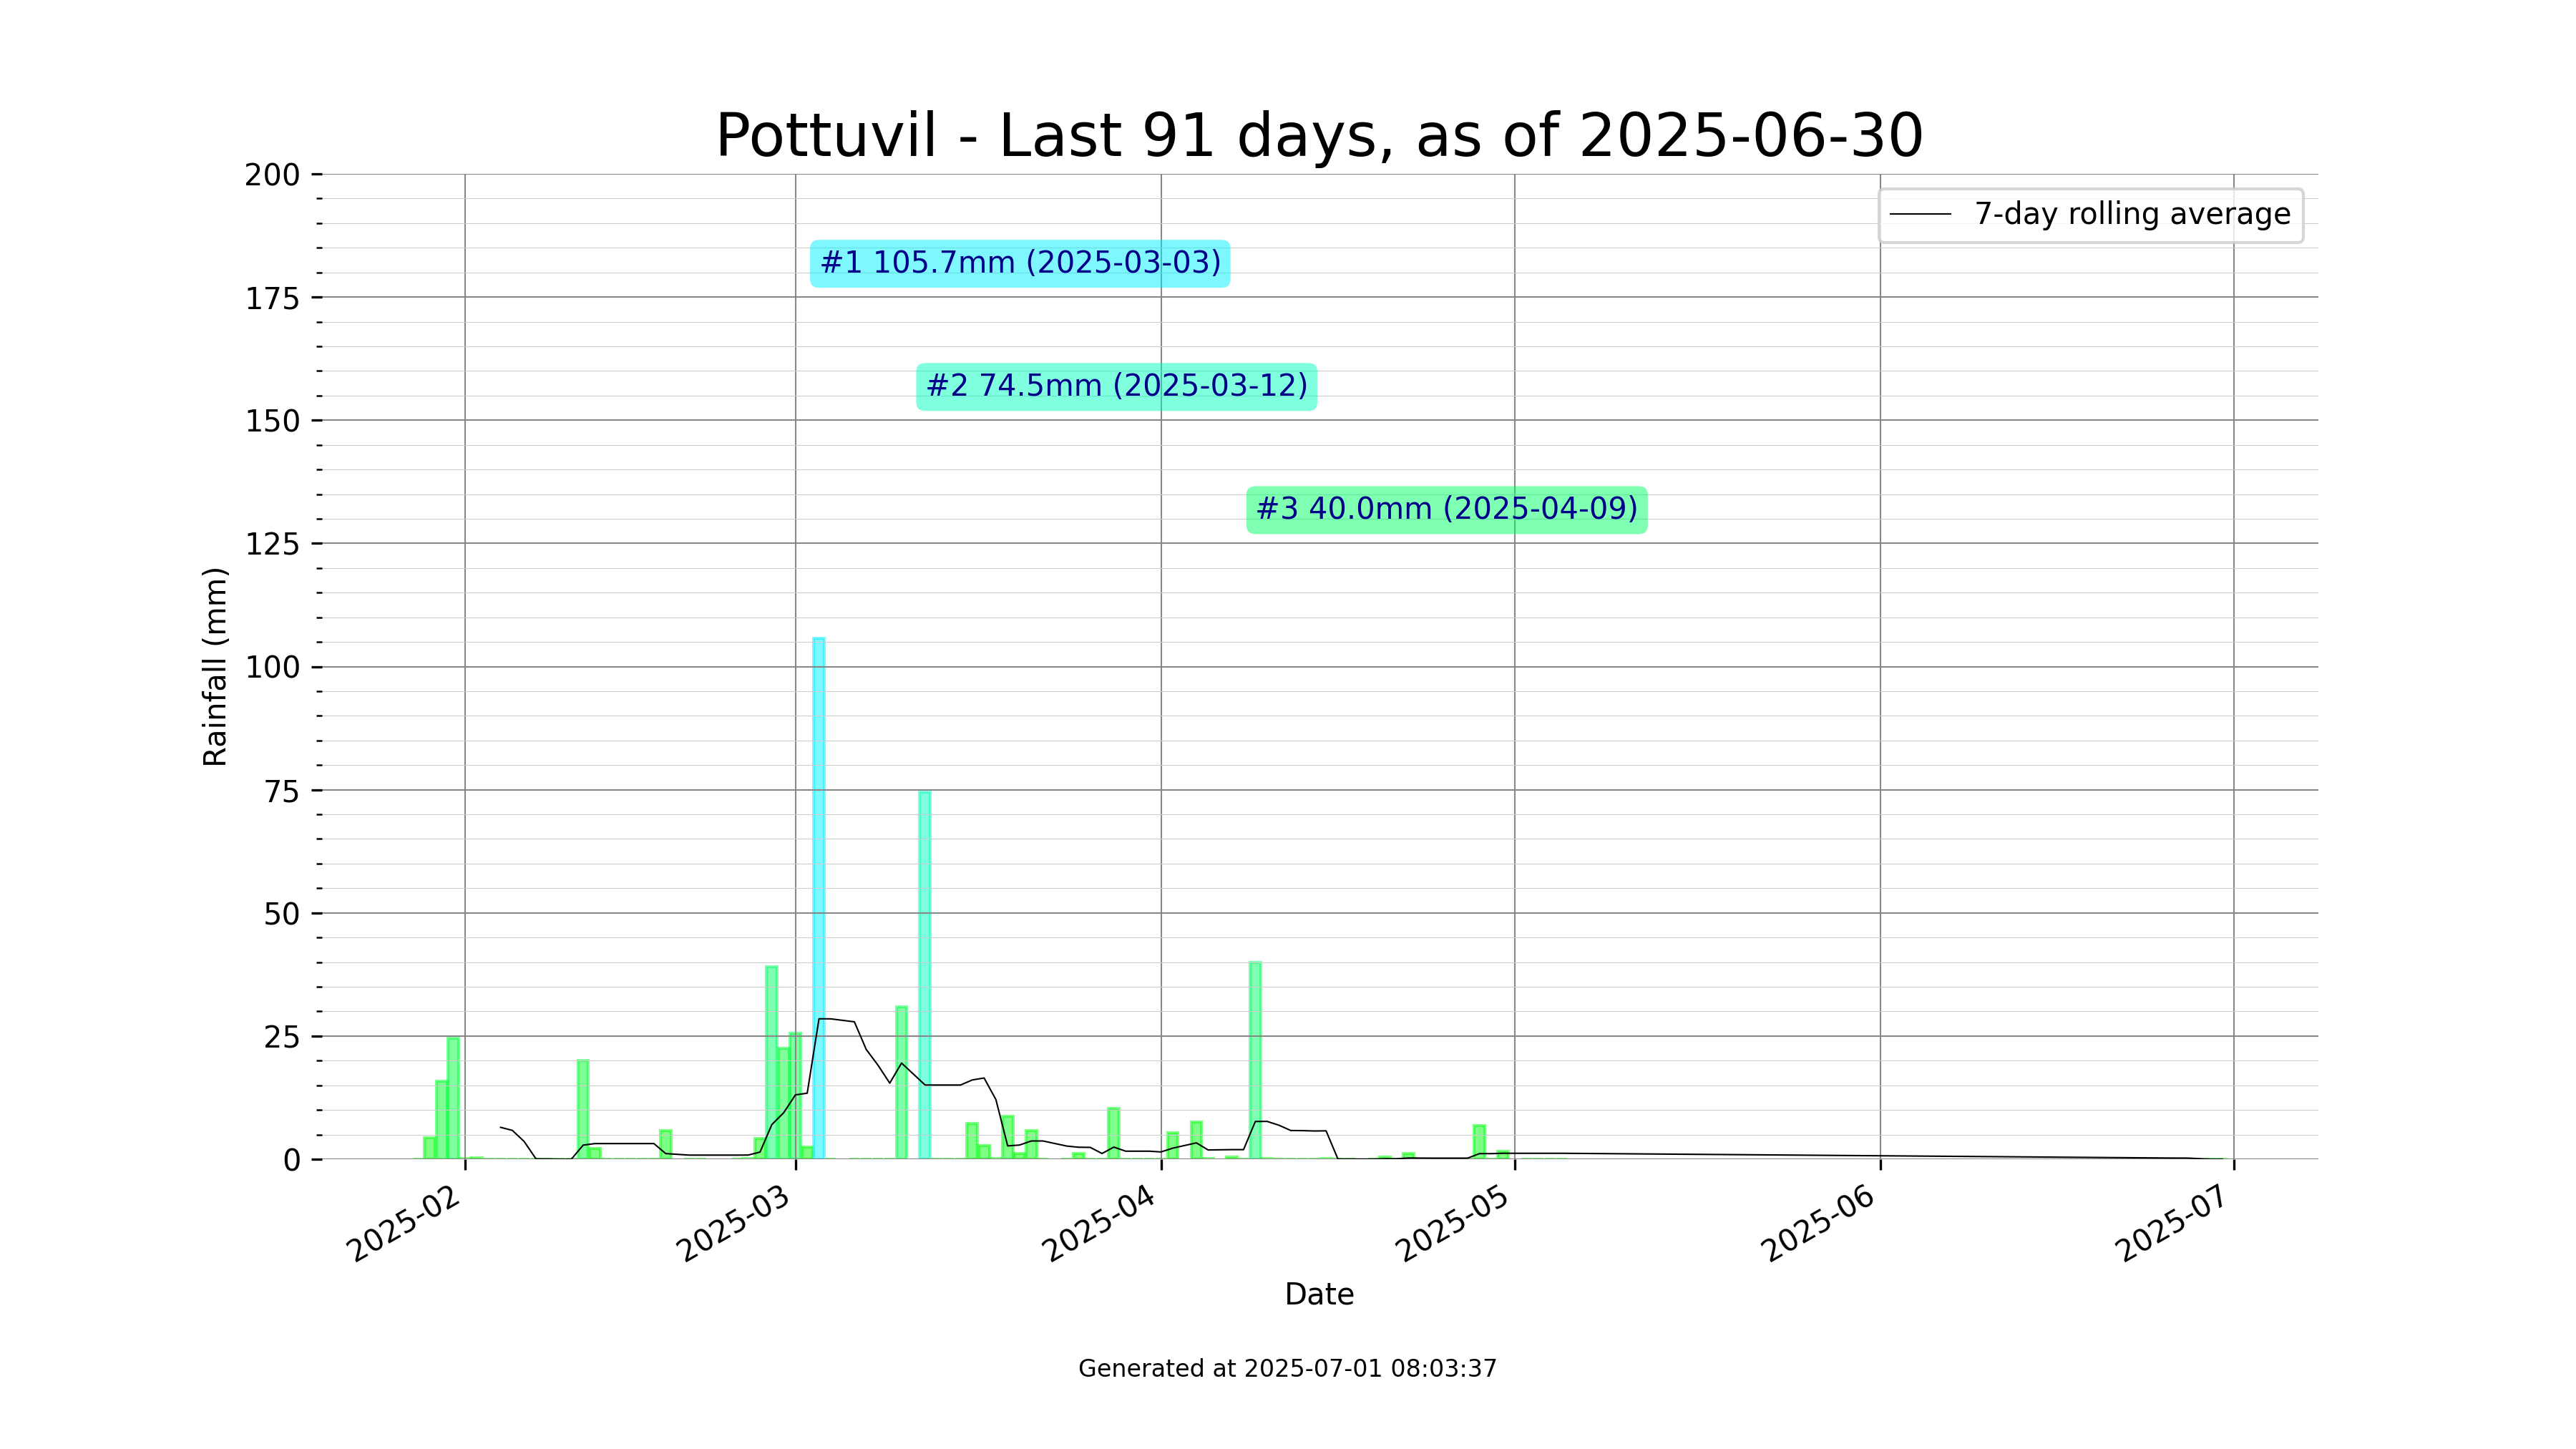 Pottuvil - Last 91 days, as of 2025-06-30
7-day rolling average
#1 105.7mm (2025-03-03)
#2 74.5mm (2025-03-12)
#3 40.0mm (2025-04-09)
Rainfall (mm)
200
175
150
125
100
75
50
25
0
2025-02
2025-03
2025-04
2025-05
2025-06
2025-07
Date
Generated at 2025-07-01 08:03:37